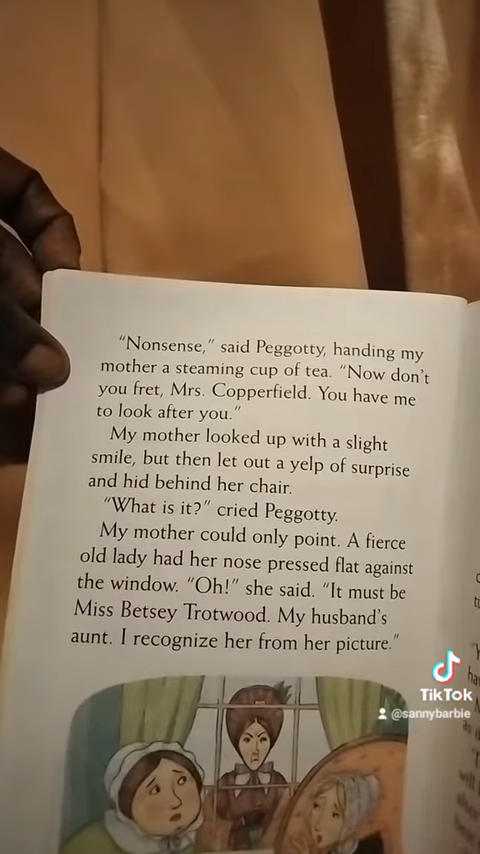 “Nonsense,” said Peggotty, handing my
mother a steaming cup of tea. “Now don’t
you fret, Mrs. Copperfield. You have me
to look after you.”
My mother looked up with a slight
smile, but then let out a yelp of surprise
and hid behind her chair.
“What is it?” cried Peggotty.
My mother could only point. A fierce
old lady had her nose pressed flat against
the window. “Oh!” she said. “It must be
Miss Betsey Trotwood. My husband’s
aunt. I recognize her from her picture.”
TikTok
@sannybarbie